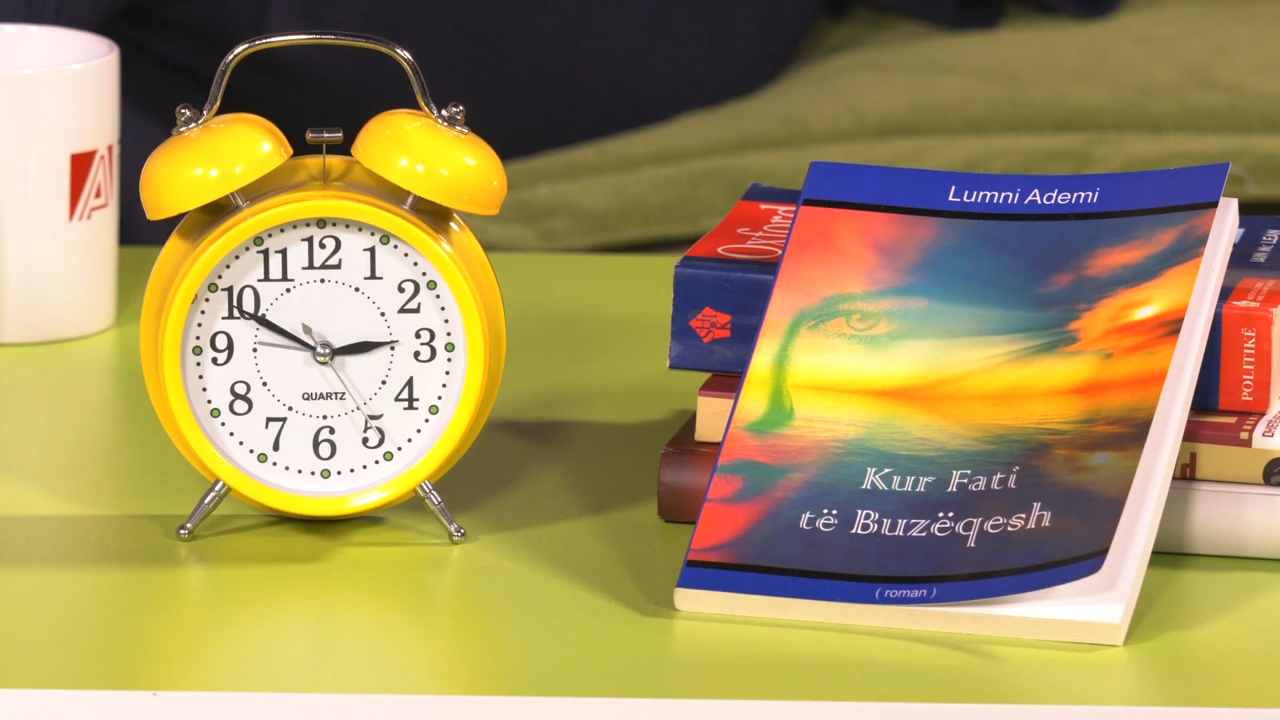 12
11
1
10
2
9
3
8
4
QUARTZ
7
5
6
Oxford
Lumni Ademi
Kur Fati
të Buzëqesh
( roman )
POLITIKË